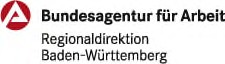 Bundesagentur für Arbeit
Regionaldirektion
Baden-Württemberg